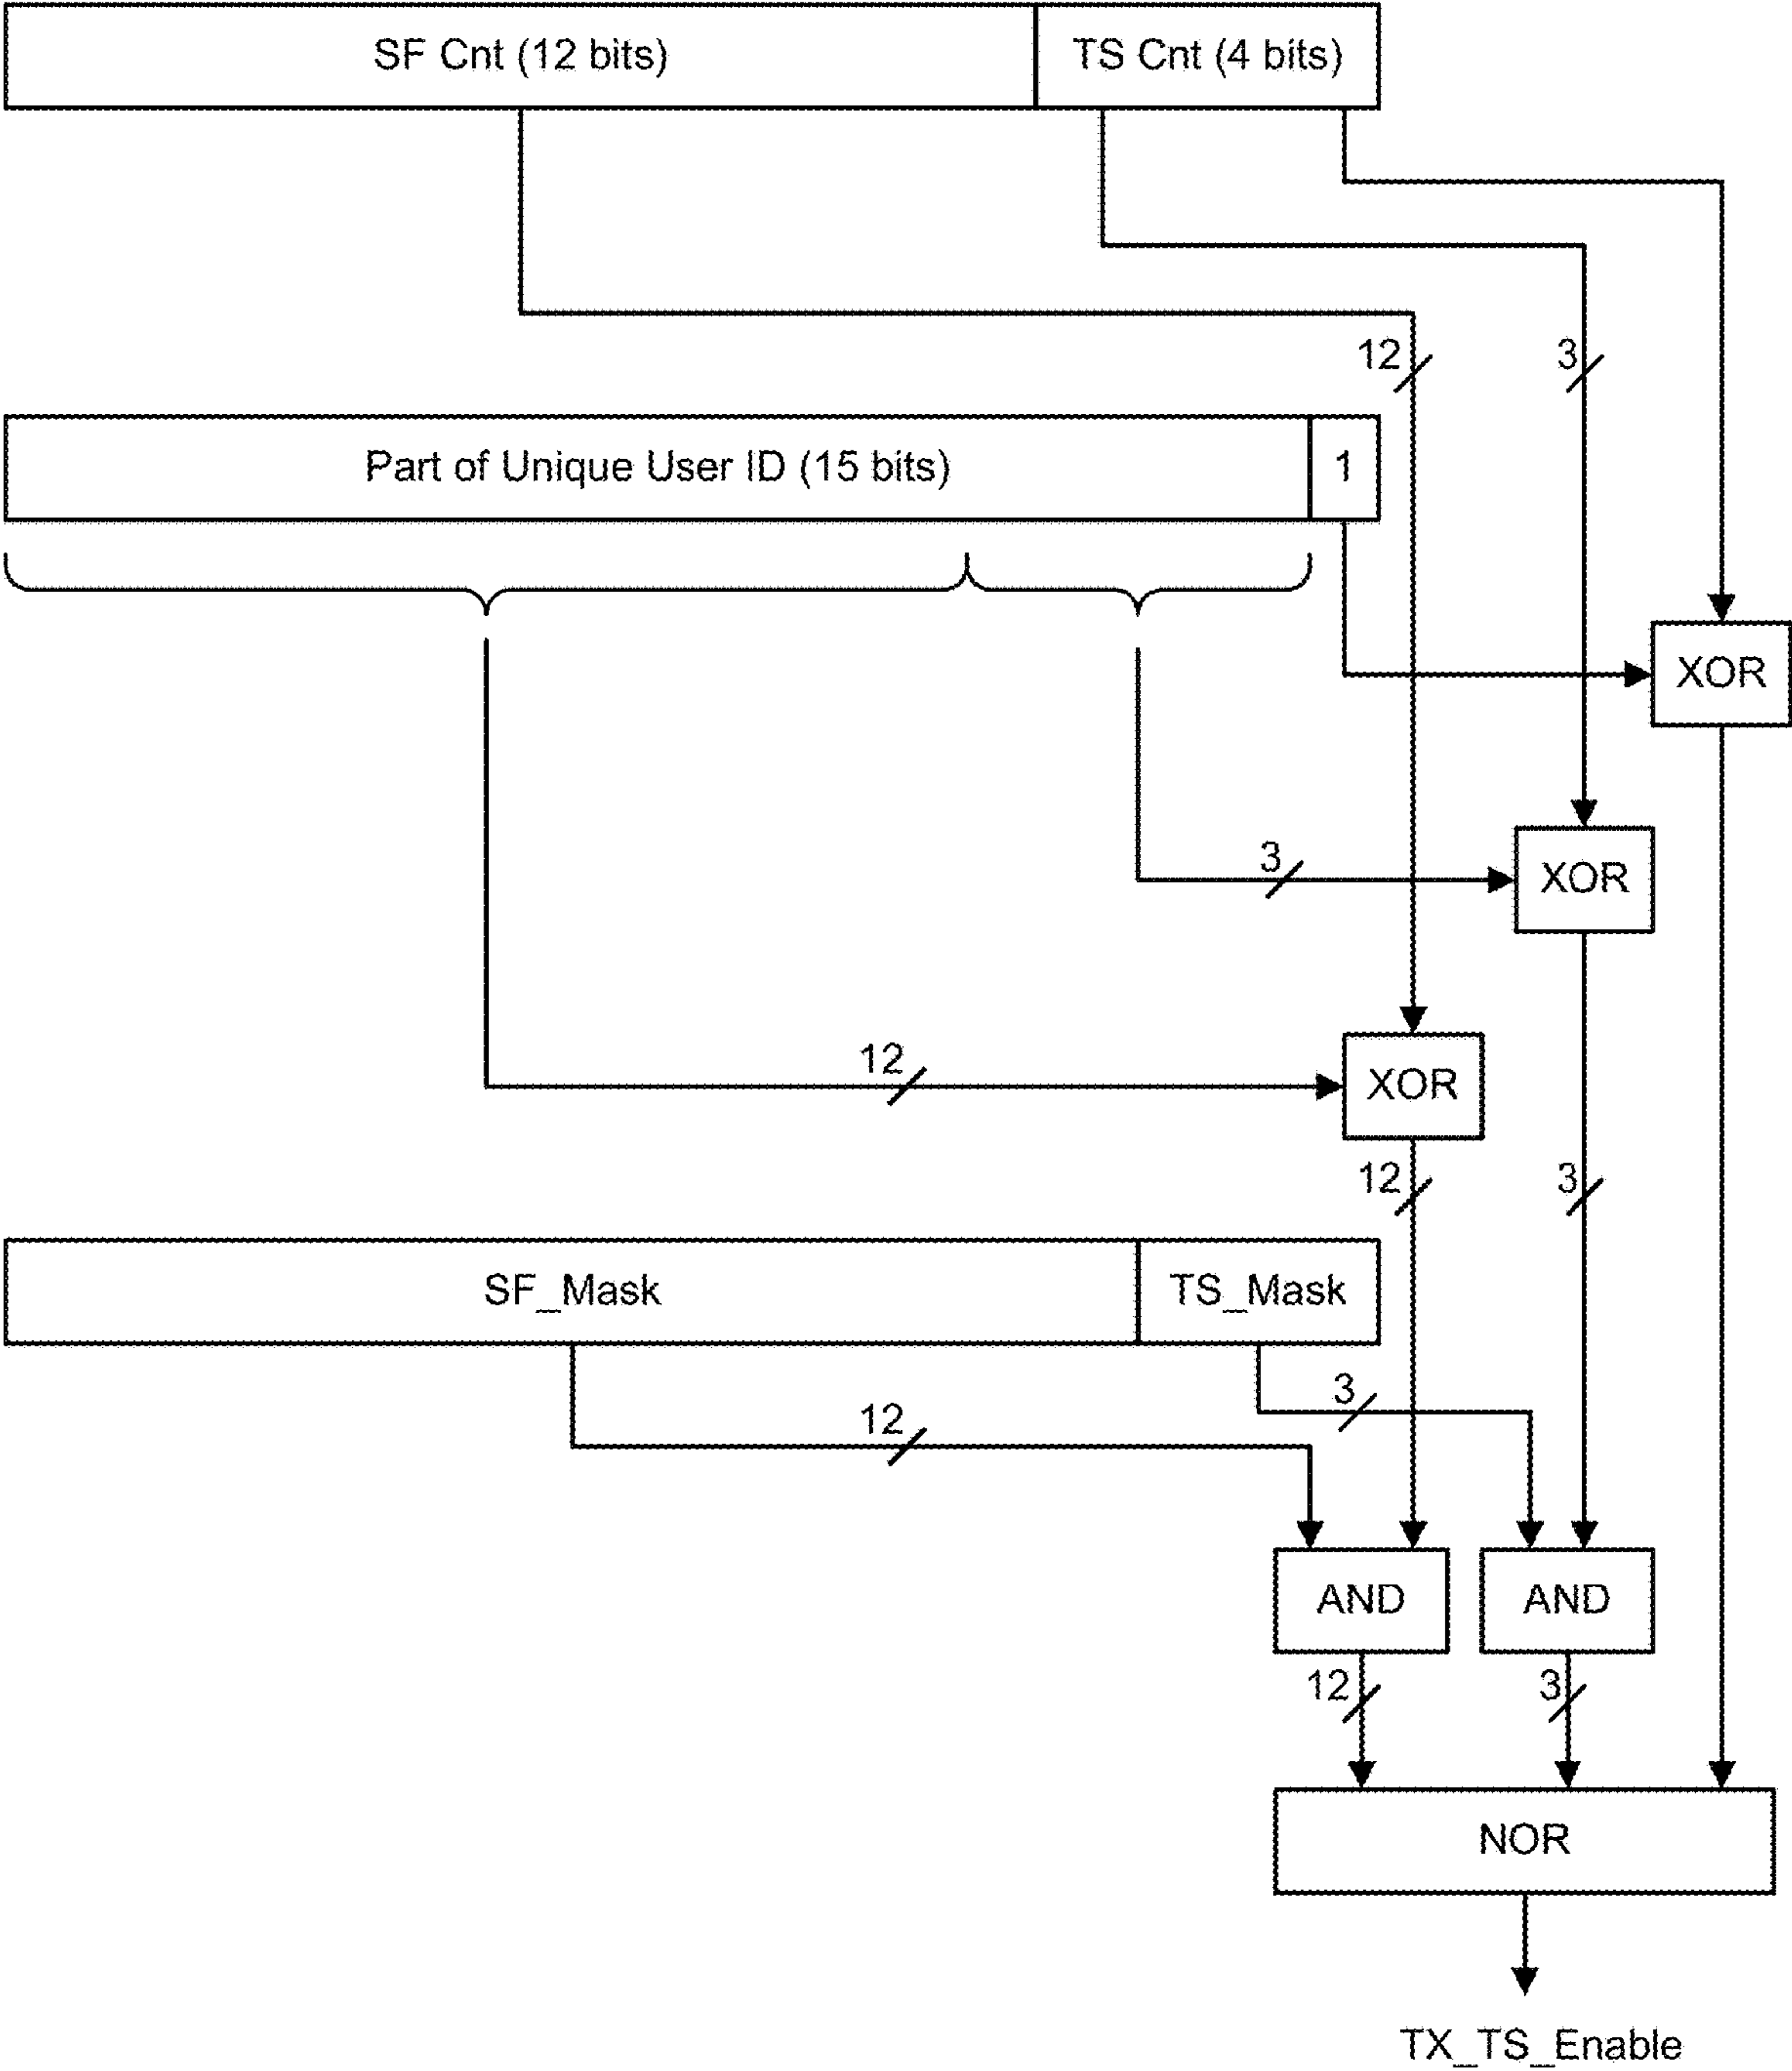 SF Cnt (12 bits) TS Cnt (4 bits)
12 3
Part of Unique User ID (15 bits) 1
XOR
3 XOR
12 XOR
12 3
SF_Mask TS_Mask
3
12
AND AND
12 3
NOR
TX_TS_Enable